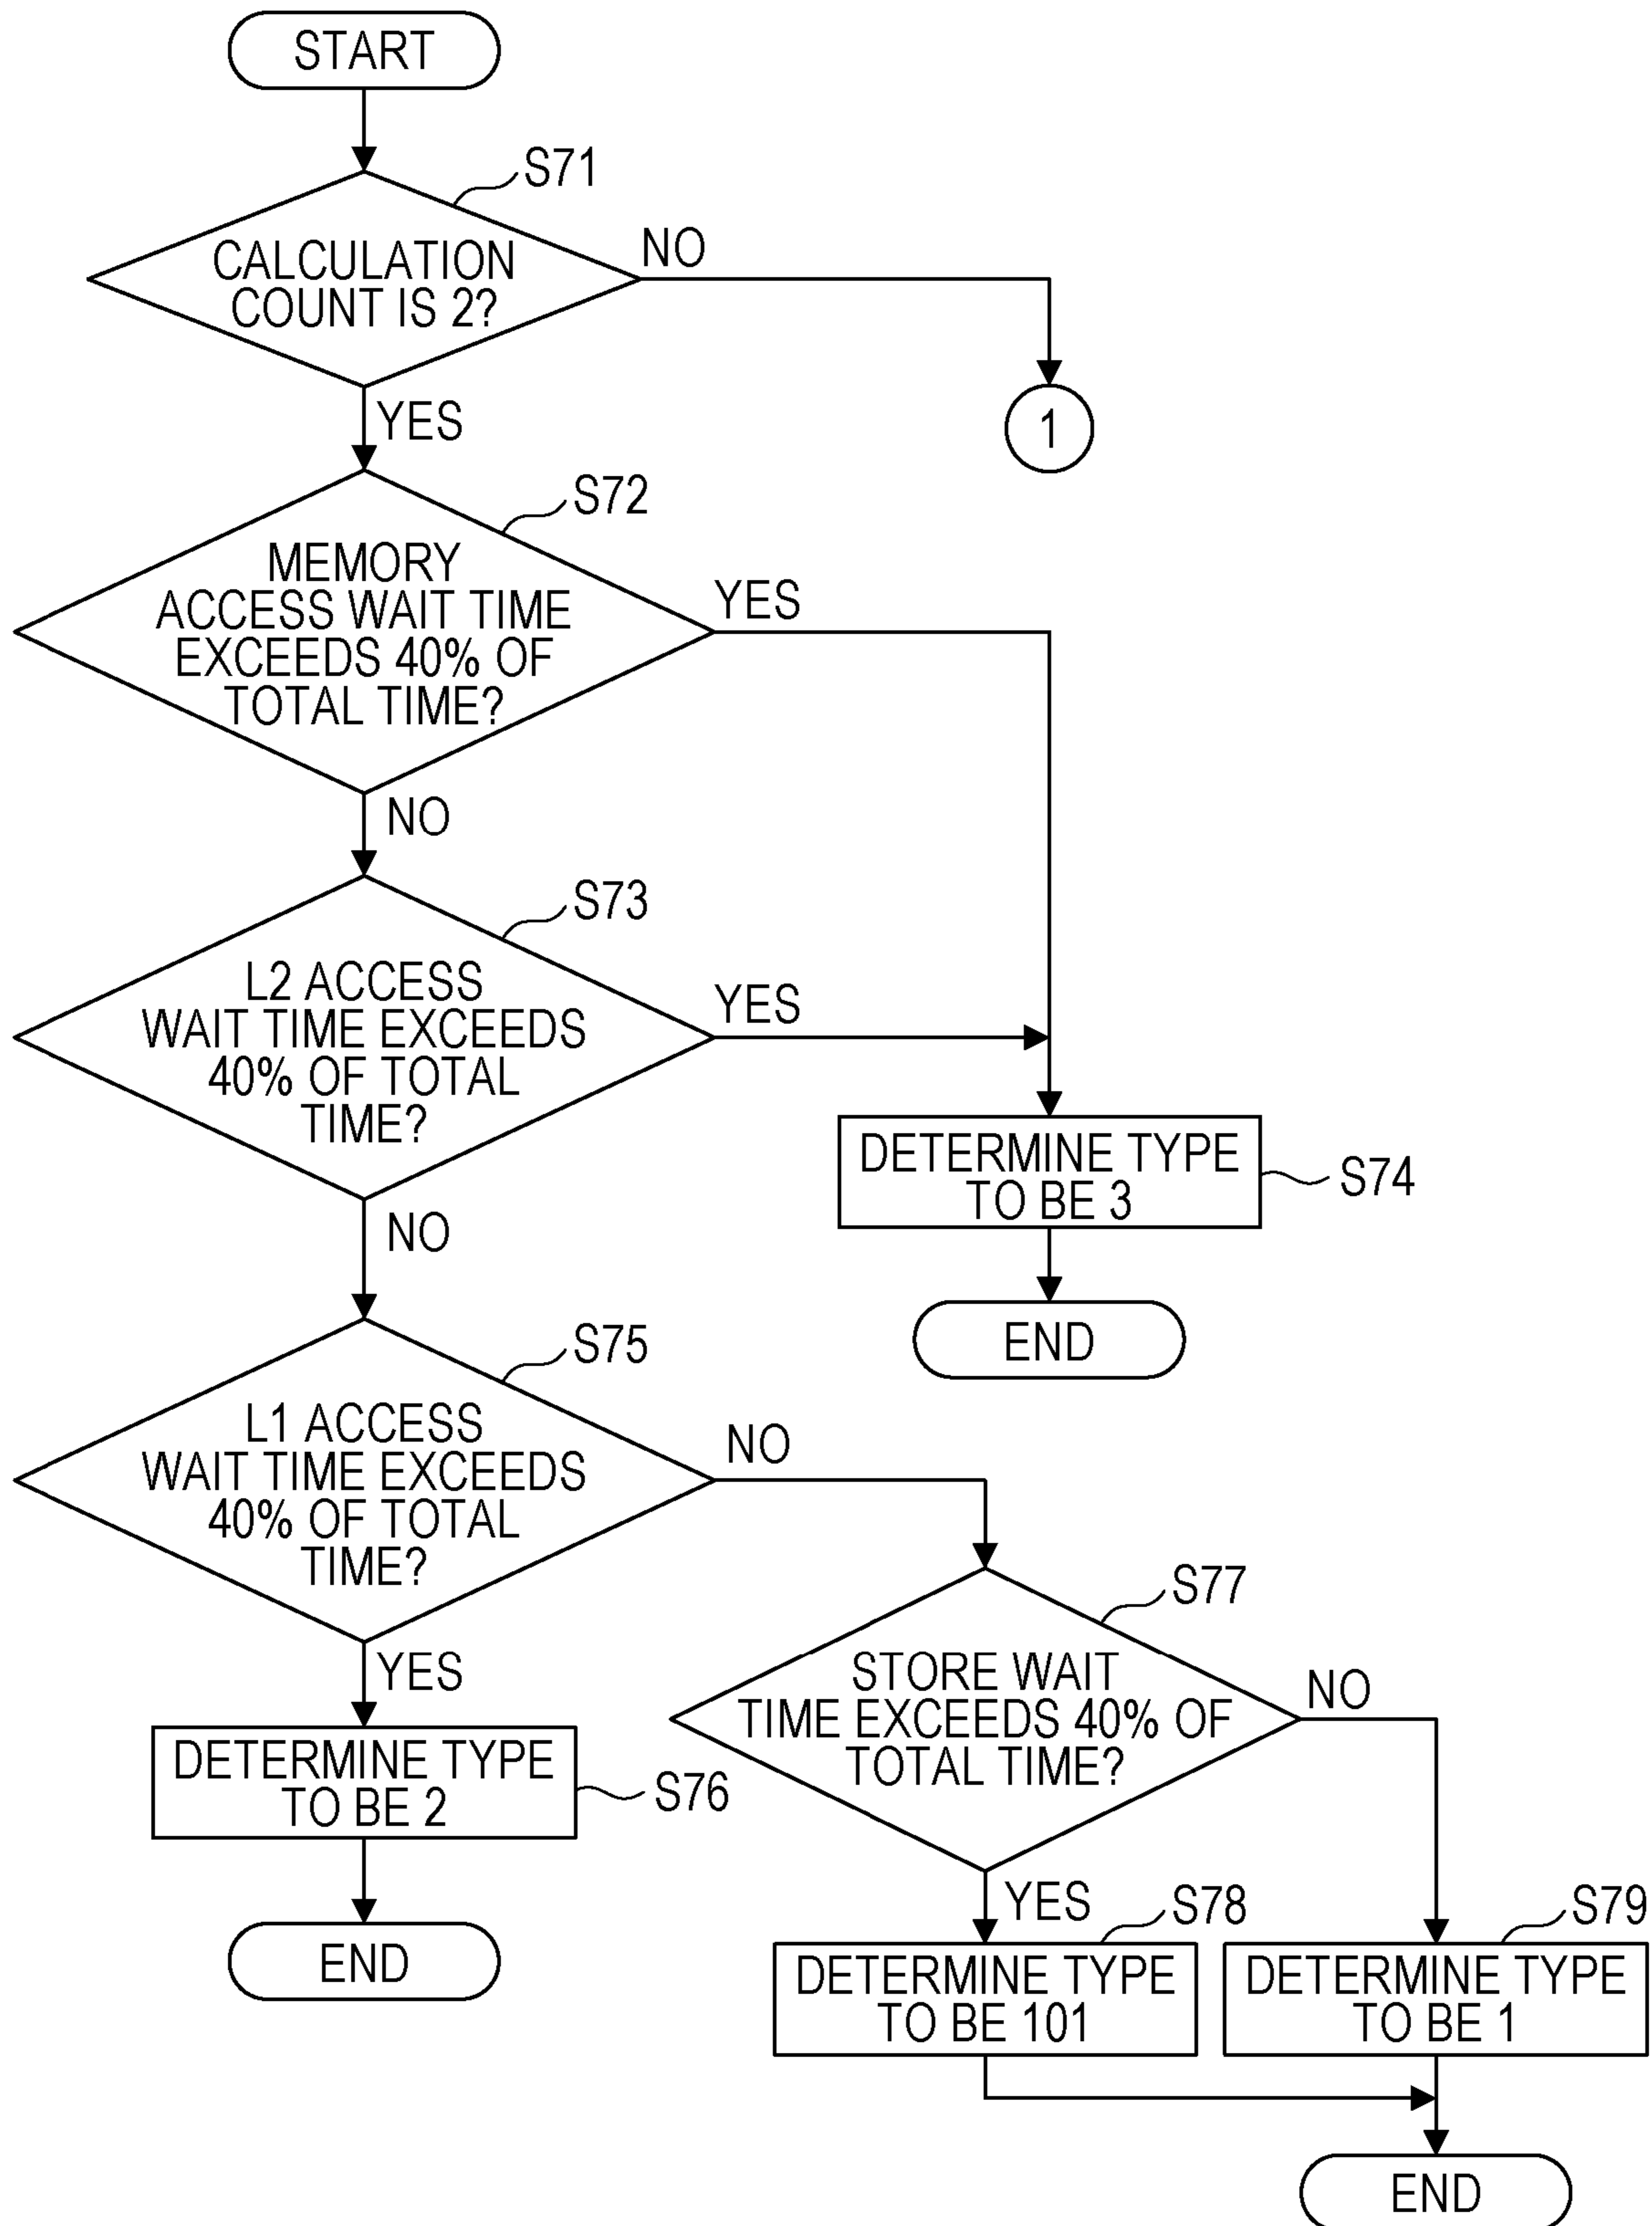 START
S71
CALCULATION
COUNT IS 2?
NO
1
YES
S72
MEMORY
ACCESS WAIT TIME
EXCEEDS 40% OF
TOTAL TIME?
YES
NO
S73
L2 ACCESS
WAIT TIME EXCEEDS
40% OF TOTAL
TIME?
YES
DETERMINE TYPE
TO BE 3
S74
NO
END
S75
L1 ACCESS
WAIT TIME EXCEEDS
40% OF TOTAL
TIME?
NO
S77
STORE WAIT
TIME EXCEEDS 40% OF
TOTAL TIME?
NO
YES
DETERMINE TYPE
TO BE 2
S76
END
YES
S78
DETERMINE TYPE
TO BE 101
S79
DETERMINE TYPE
TO BE 1
END